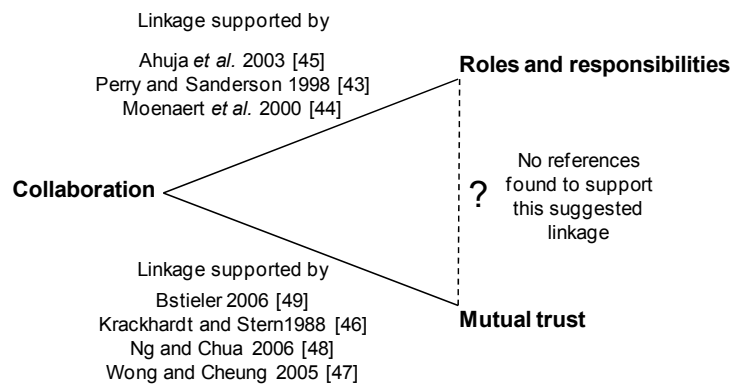 Linkage supported by
Ahuja et al. 2003 [45]
Perry and Sanderson 1998 [43]
Moenaert et al. 2000 [44]
Roles and responsibilities
Collaboration
?
No references
found to support
this suggested
linkage
Linkage supported by
Bstieler 2006 [49]
Krackhardt and Stern1988 [46]
Ng and Chua 2006 [48]
Wong and Cheung 2005 [47]
Mutual trust